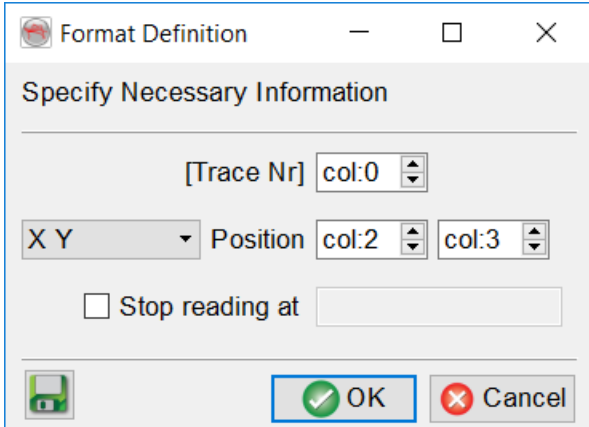 Format Definition
Specify Necessary Information
[Trace Nr] col:0
X Y Position col:2 col:3
Stop reading at
OK Cancel